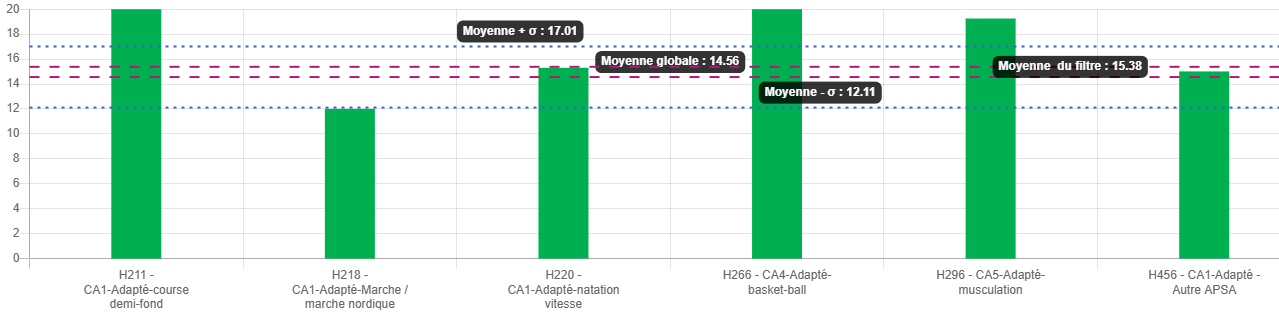 20
18
16
14
12
10
8
6
4
2
0
Moyenne + σ : 17.01
Moyenne globale : 14.56
Moyenne du filtre : 15.38
Moyenne - σ : 12.11
H211 -
CA1-Adapté-course
demi-fond
H218 -
CA1-Adapté-Marche /
marche nordique
H220 -
CA1-Adapté-natation
vitesse
H266 - CA4-Adapté-
basket-ball
H296 - CA5-Adapté-
musculation
H456 - CA1-Adapté -
Autre APSA